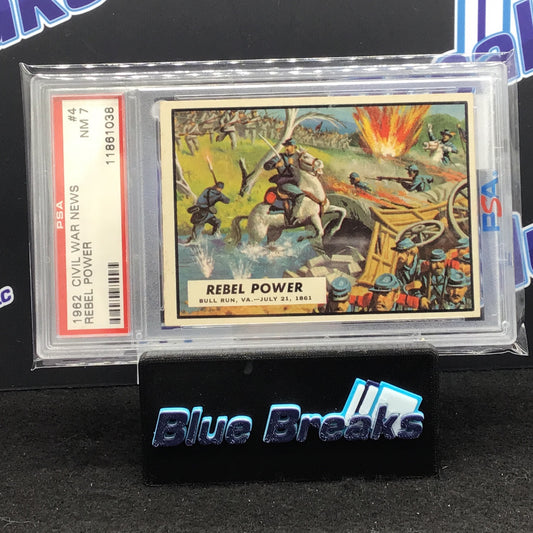 PSA
1962 CIVIL WAR NEWS
REBEL POWER
#4
NM 7
11861038
REBEL POWER
BULL RUN, VA.—JULY 21, 1861
PSA
Blue Breaks